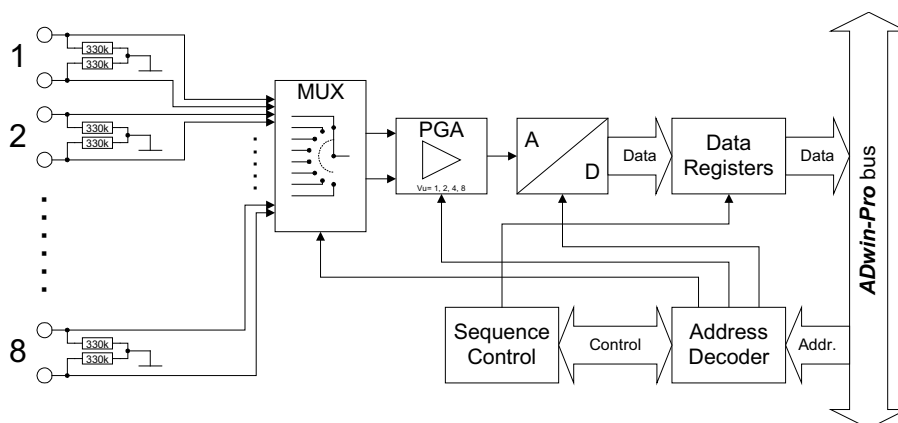 1
330k
330k
2
330k
330k
8
330k
330k
MUX
PGA
Vu= 1, 2, 4, 8
A
D
Data
Data
Registers
Data
ADwin-Pro bus
Sequence
Control
Control
Address
Decoder
Addr.